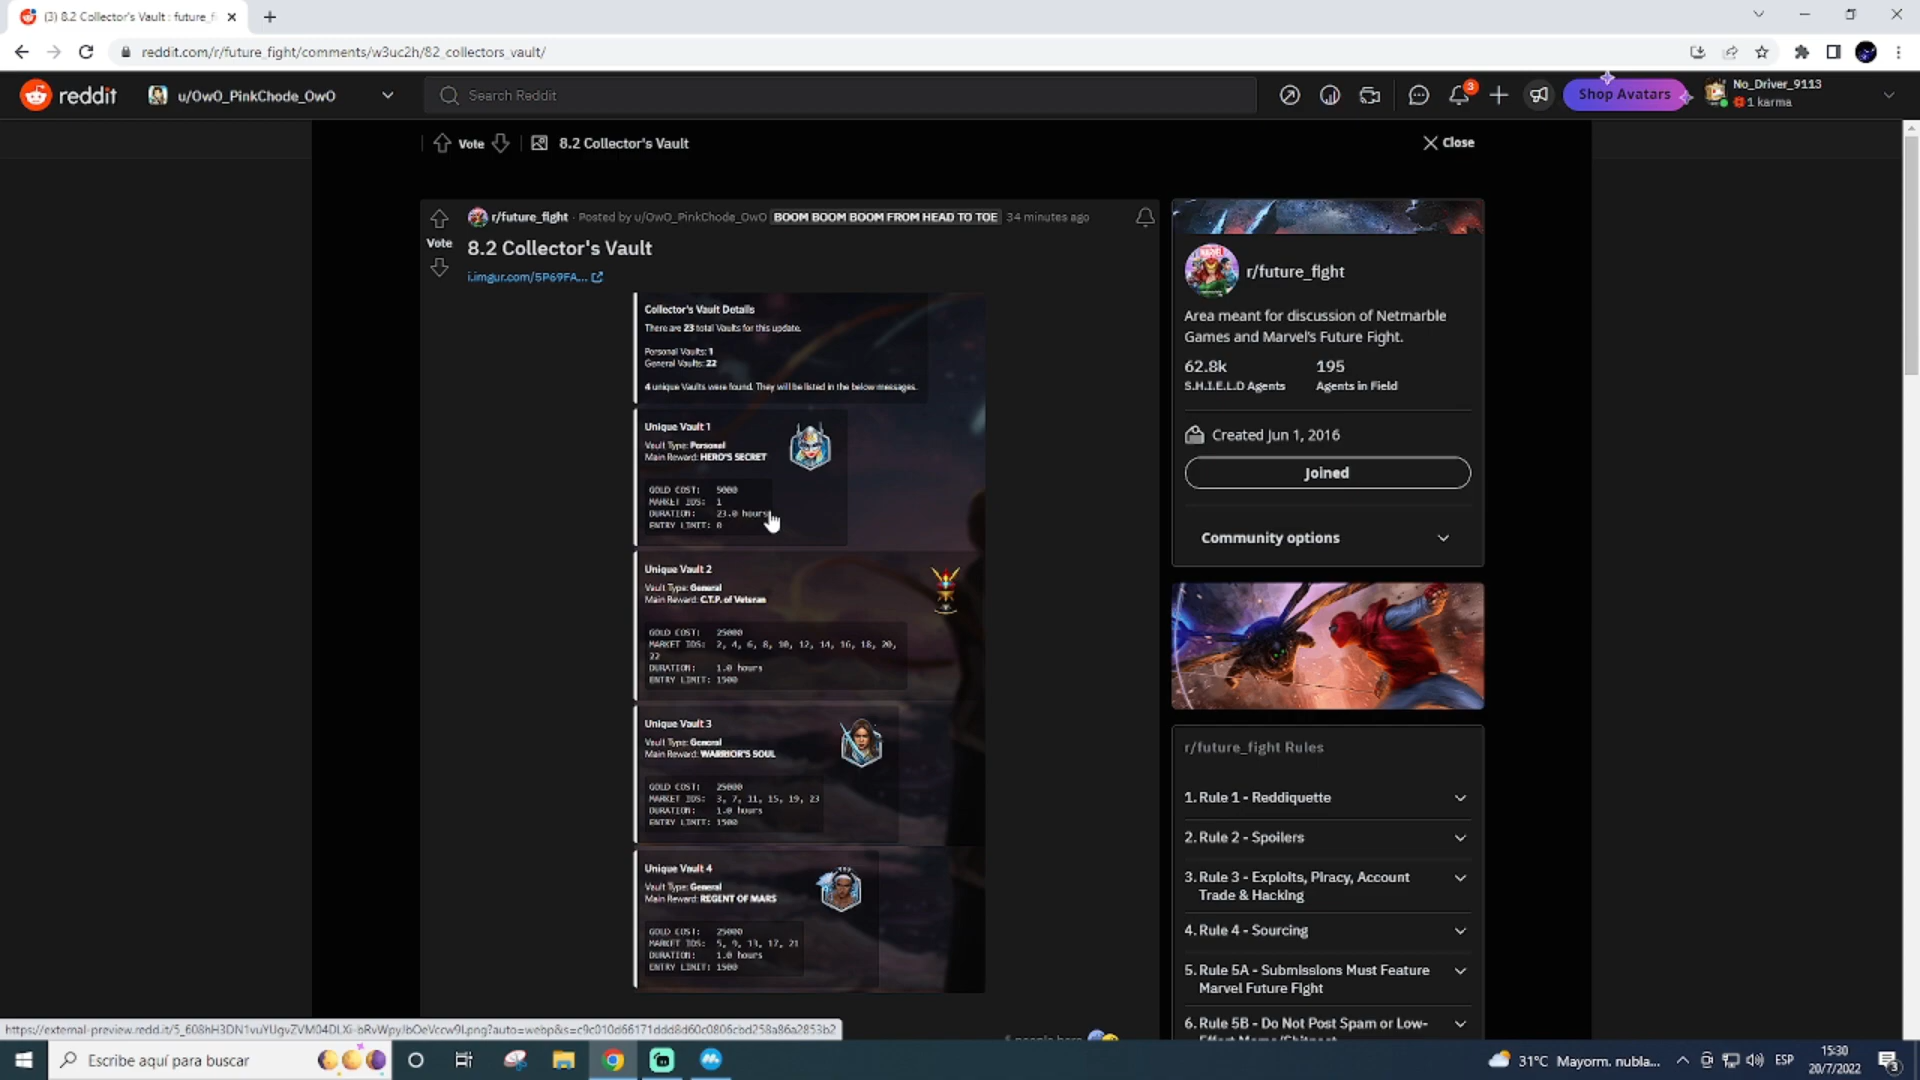 (3) 8.2 Collector's Vault : future_f
reddit.com/r/future_fight/comments/w3uc2h/82_collectors_vault/
reddit
u/OwO_PinkChode_OwO
Search Reddit
3
Shop Avatars
No_Driver_9113
1 karma
Vote
8.2 Collector's Vault
Close
r/future_fight · Posted by u/OwO_PinkChode_OwO BOOM BOOM BOOM FROM HEAD TO TOE 34 minutes ago
Vote
8.2 Collector's Vault
i.imgur.com/5P69FA...
Collector's Vault Details
There are 23 total Vaults for this update.
Personal Vaults: 1
General Vaults: 22
4 unique Vaults were found. They will be listed in the below messages.
Unique Vault 1
Vault Type: Personal
Main Reward: HERO'S SECRET
GOLD COST: 5000
MARKET IDS: 1
DURATION: 23.0 hours
ENTRY LIMIT: 0
Unique Vault 2
Vault Type: General
Main Reward: C.T.P. of Veteran
GOLD COST: 25000
MARKET IDS: 2, 4, 6, 8, 10, 12, 14, 16, 18, 20,
22
DURATION: 1.0 hours
ENTRY LIMIT: 1500
Unique Vault 3
Vault Type: General
Main Reward: WARRIOR'S SOUL
GOLD COST: 25000
MARKET IDS: 3, 7, 11, 15, 19, 23
DURATION: 1.0 hours
ENTRY LIMIT: 1500
Unique Vault 4
Vault Type: General
Main Reward: REGENT OF MARS
GOLD COST: 25000
MARKET IDS: 5, 9, 13, 17, 21
DURATION: 1.0 hours
ENTRY LIMIT: 1500
r/future_fight
Area meant for discussion of Netmarble
Games and Marvel's Future Fight.
62.8k 195
S.H.I.E.L.D Agents Agents in Field
Created Jun 1, 2016
Joined
Community options
r/future_fight Rules
1. Rule 1 - Reddiquette
2. Rule 2 - Spoilers
3. Rule 3 - Exploits, Piracy, Account
Trade & Hacking
4. Rule 4 - Sourcing
5. Rule 5A - Submissions Must Feature
Marvel Future Fight
6. Rule 5B - Do Not Post Spam or Low-
Escribe aquí para buscar
31°C Mayorm. nubla...
ESP
15:30
20/7/2022
3